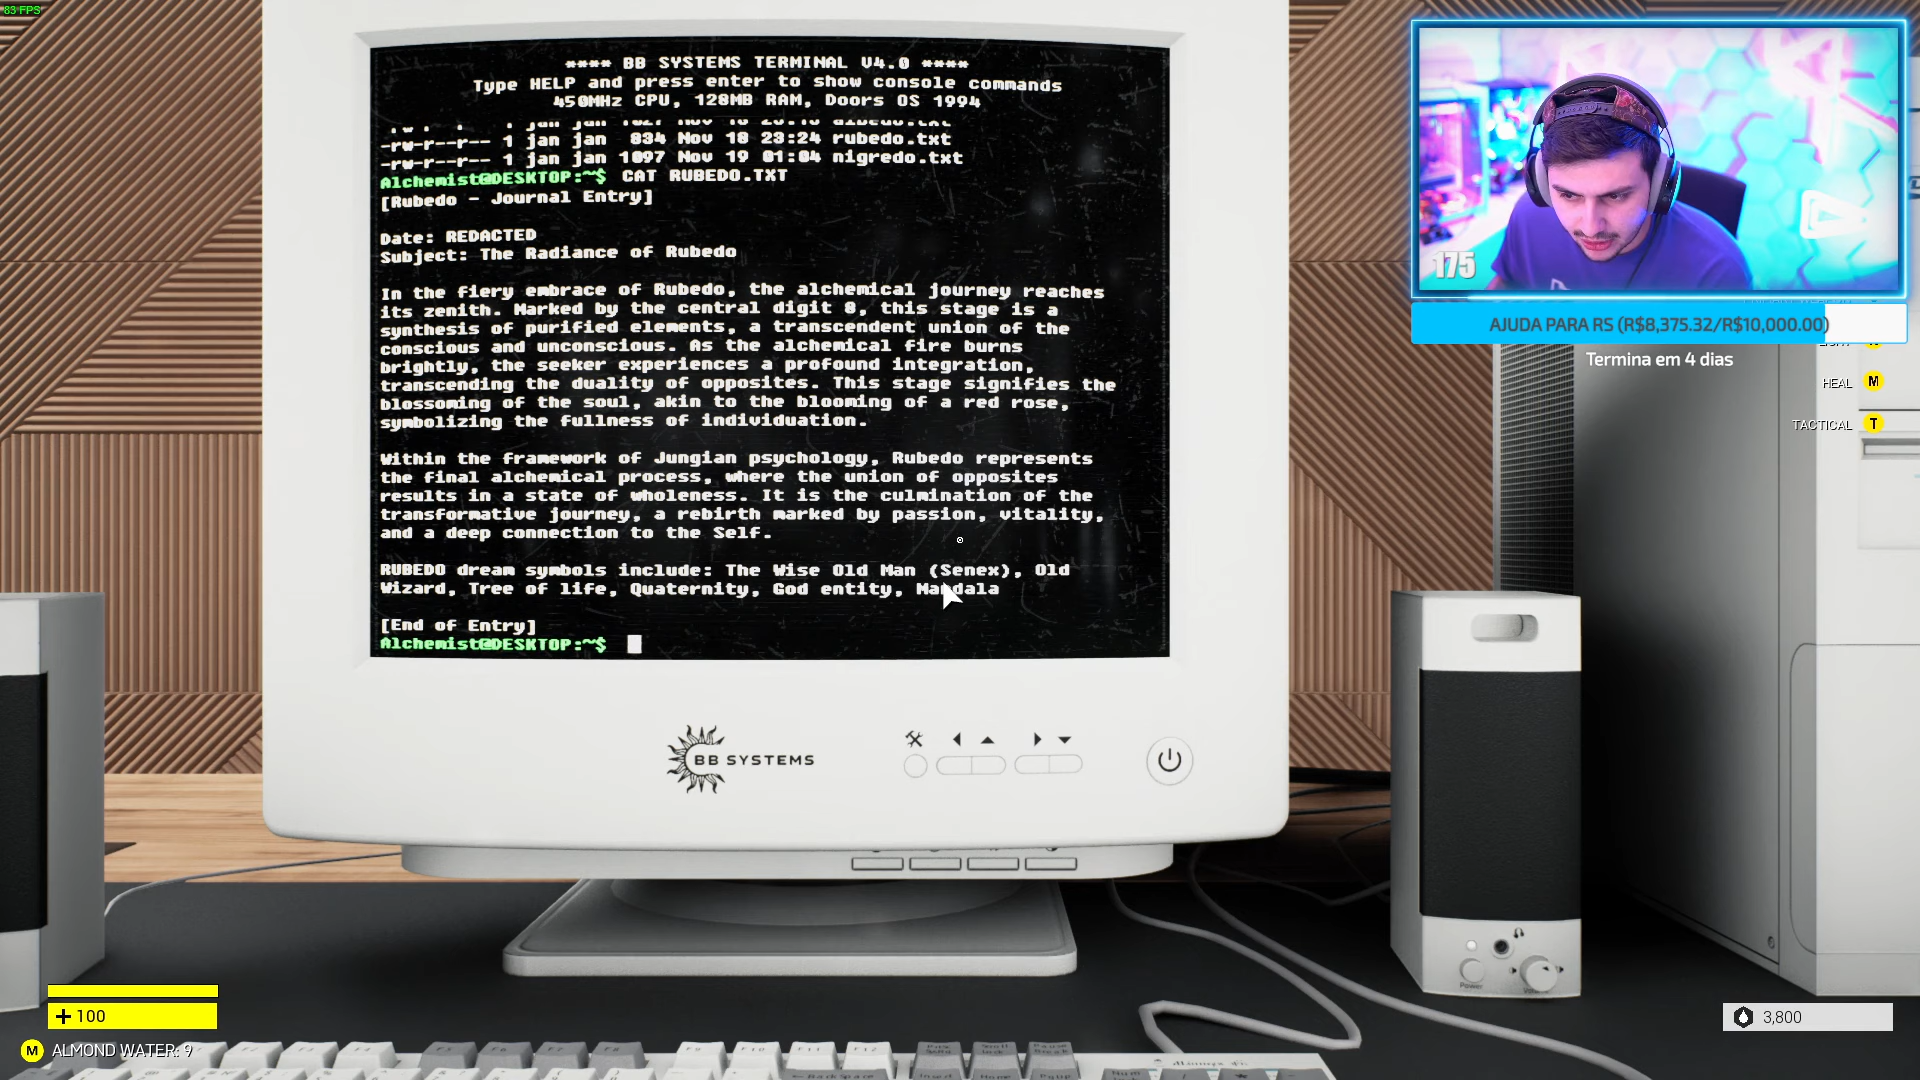 83 FPS
**** BB SYSTEMS TERMINAL V4.0 ****
Type HELP and press enter to show console commands
450MHz CPU, 128MB RAM, Doors OS 1994
-rw-r--r-- 1 jan jan 834 Nov 18 23:24 rubedo.txt
-rw-r--r-- 1 jan jan 1097 Nov 19 01:04 nigredo.txt
Alchemist@DESKTOP:~$ CAT RUBEDO.TXT
[Rubedo - Journal Entry]
Date: REDACTED
Subject: The Radiance of Rubedo
In the fiery embrace of Rubedo, the alchemical journey reaches
its zenith. Marked by the central digit 8, this stage is a
synthesis of purified elements, a transcendent union of the
conscious and unconscious. As the alchemical fire burns
brightly, the seeker experiences a profound integration,
transcending the duality of opposites. This stage signifies the
blossoming of the soul, akin to the blooming of a red rose,
symbolizing the fullness of individuation.
Within the framework of Jungian psychology, Rubedo represents
the final alchemical process, where the union of opposites
results in a state of wholeness. It is the culmination of the
transformative journey, a rebirth marked by passion, vitality,
and a deep connection to the Self.
RUBEDO dream symbols include: The Wise Old Man (Senex), Old
Wizard, Tree of life, Quaternity, God entity, Mandala
[End of Entry]
Alchemist@DESKTOP:~$
BB SYSTEMS
175
AJUDA PARA RS (R$8,375.32/R$10,000.00)
Termina em 4 dias
HEAL M
TACTICAL T
+ 100
M ALMOND WATER: 9
3,800
Power